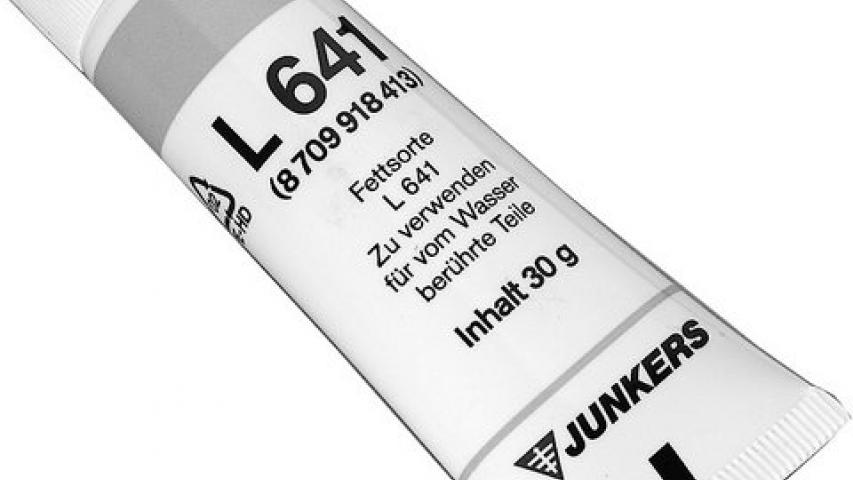 L 641
(8 709 918 413)
Fettsorte
L 641
Zu verwenden
für vom Wasser
berührte Teile
Inhalt 30 g
JUNKERS
L